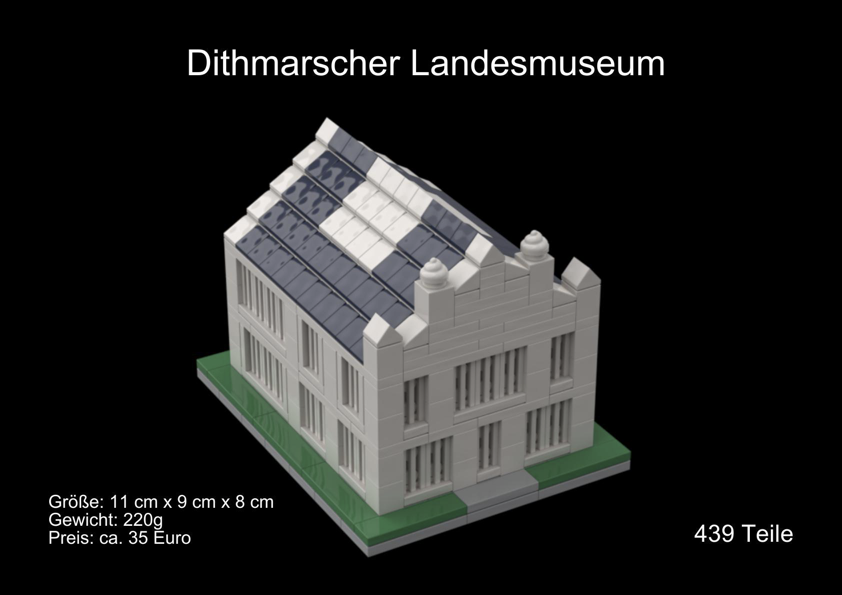 Dithmarscher Landesmuseum
Größe: 11 cm x 9 cm x 8 cm
Gewicht: 220g
Preis: ca. 35 Euro
439 Teile